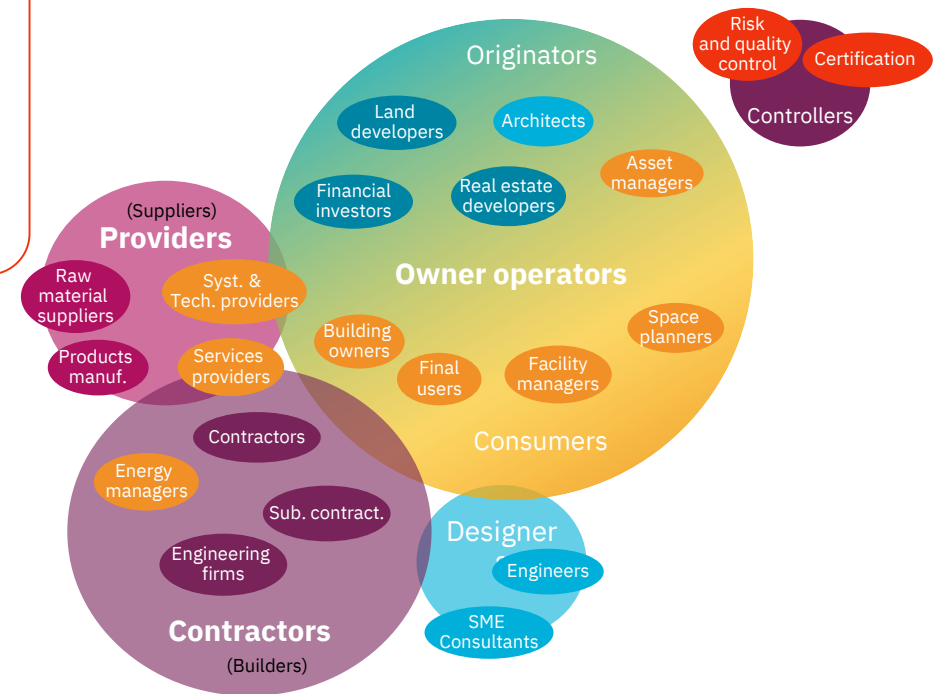 Originators
Land
developers
Architects
Asset
managers
Financial
investors
Real estate
developers
Owner operators
Building
owners
Final
users
Facility
managers
Space
planners
Consumers
Risk
and quality
control
Certification
Controllers
(Suppliers)
Providers
Raw
material
suppliers
Syst. &
Tech. providers
Products
manuf.
Services
providers
Contractors
Energy
managers
Sub. contract.
Engineering
firms
Contractors
(Builders)
Designer
Engineers
SME
Consultants